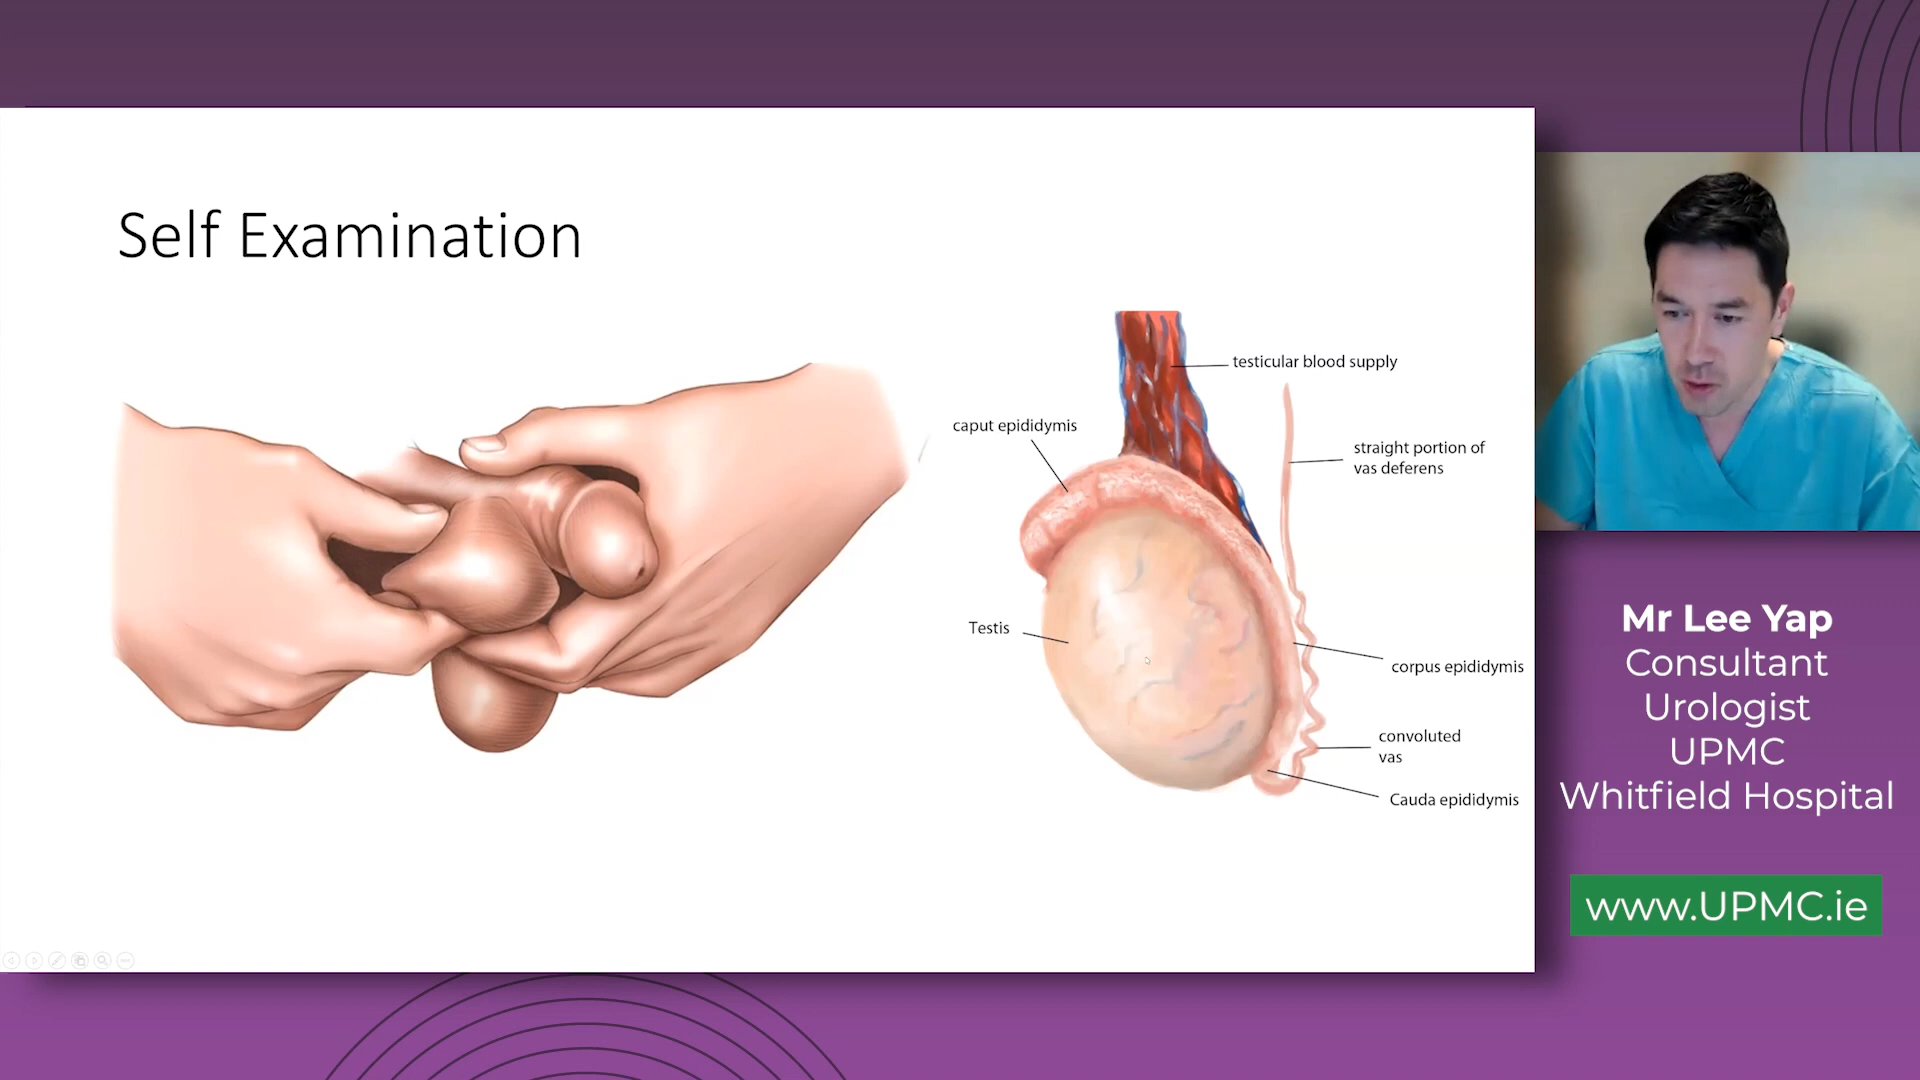 Self Examination
testicular blood supply
caput epididymis
straight portion of
vas deferens
Testis
corpus epididymis
convoluted
vas
Cauda epididymis
Mr Lee Yap
Consultant
Urologist
UPMC
Whitfield Hospital
www.UPMC.ie